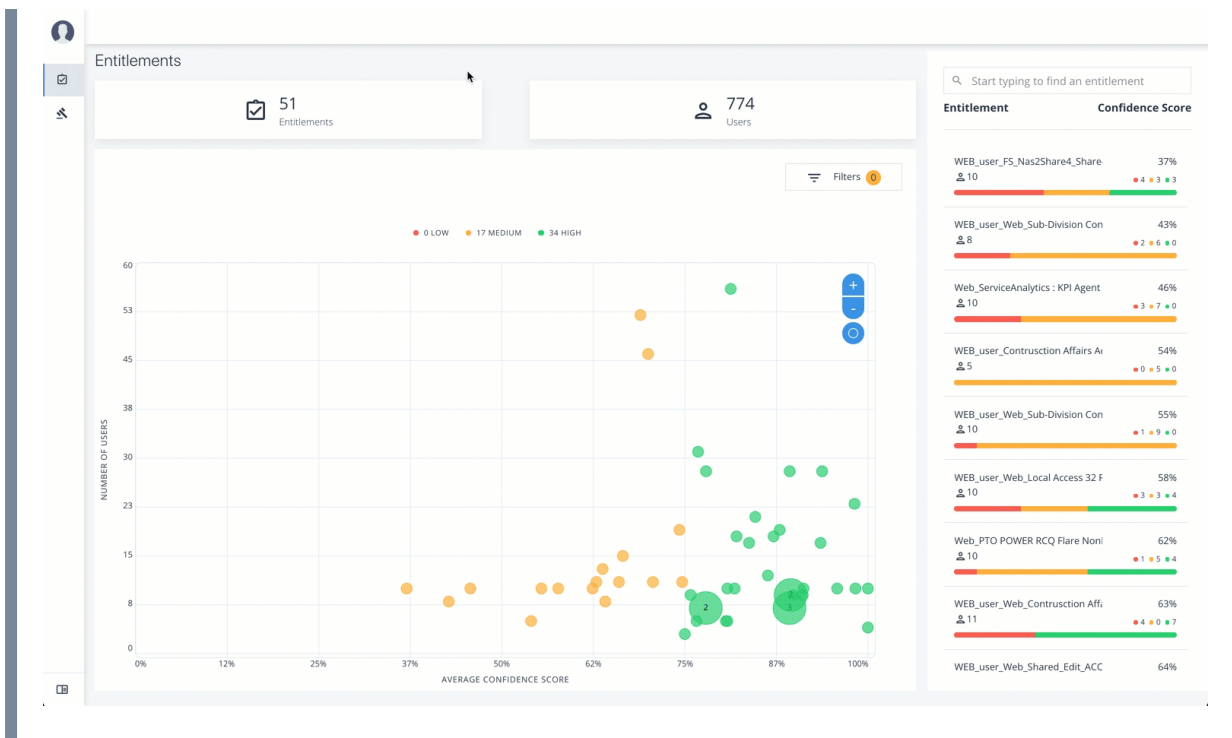 Entitlements
51
Entitlements
774
Users
Filters 0
0 LOW 17 MEDIUM 34 HIGH
60
53
45
38
30
23
15
8
0
NUMBER OF USERS
+
-
2
3
0% 12% 25% 37% 50% 62% 75% 87% 100%
AVERAGE CONFIDENCE SCORE
Start typing to find an entitlement
Entitlement Confidence Score
WEB_user_FS_Nas2Share4_Share 37%
10 4 3 3
WEB_user_Web_Sub-Division Con 43%
8 2 6 0
Web_ServiceAnalytics : KPI Agent 46%
10 3 7 0
WEB_user_Contrusction Affairs 54%
5 0 5 0
WEB_user_Web_Sub-Division Con 55%
10 1 9 0
WEB_user_Web_Local Access 32 58%
10 3 3 4
Web_PTO POWER RCQ Flare Non 62%
10 1 5 4
WEB_user_Web_Contrusction Affa 63%
11 4 0 7
WEB_user_Web_Shared_Edit_ACC 64%